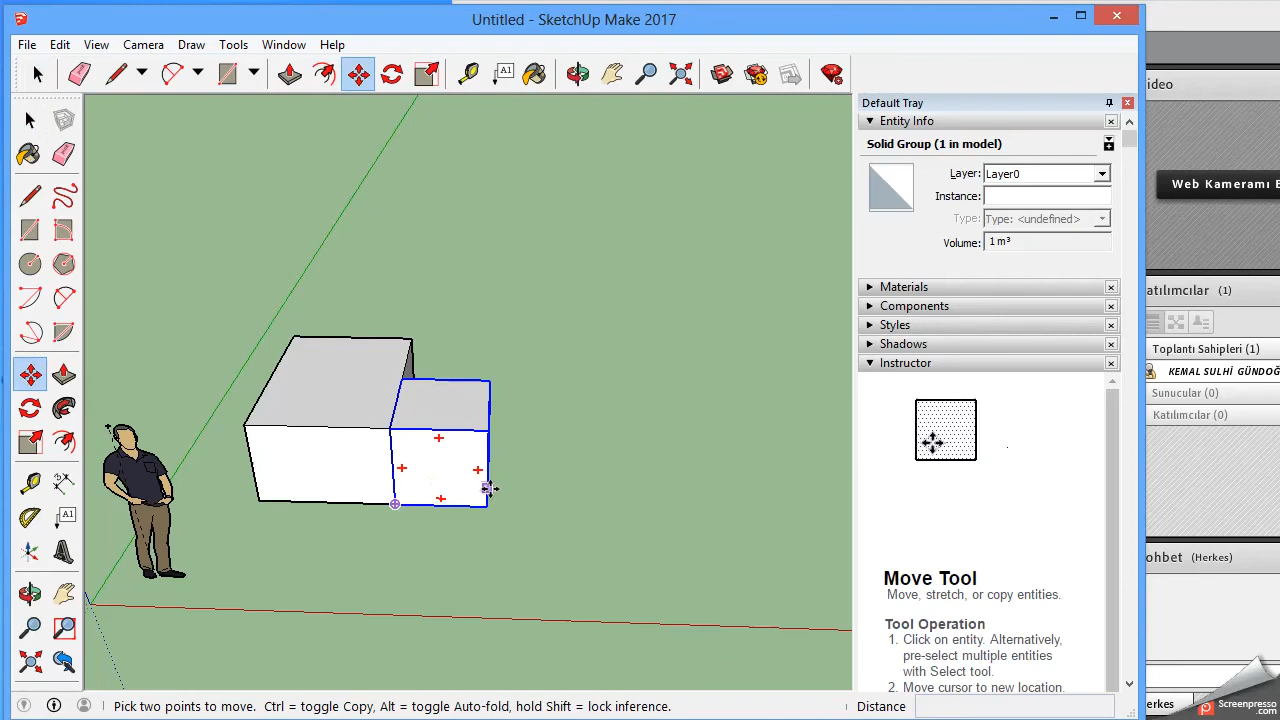 Untitled - SketchUp Make 2017
File Edit View Camera Draw Tools Window Help
A1
Default Tray
Entity Info
Solid Group (1 in model)
Layer: Layer0
Instance:
Type: Type: <undefined>
Volume: 1 m³
Materials
Components
Styles
Shadows
Instructor
A1
Move Tool
Move, stretch, or copy entities.
Tool Operation
1. Click on entity. Alternatively,
pre-select multiple entities
with Select tool.
2. Move cursor to new location.
Pick two points to move. Ctrl = toggle Copy, Alt = toggle Auto-fold, hold Shift = lock inference.
Distance
ideo
Web Kameramı E
atılımcılar (1)
Toplantı Sahipleri (1)
KEMAL SULHİ GÜNDOĞ
Sunucular (0)
Katılımcılar (0)
ohbet (Herkes)
erkes
Screenpresso
.com